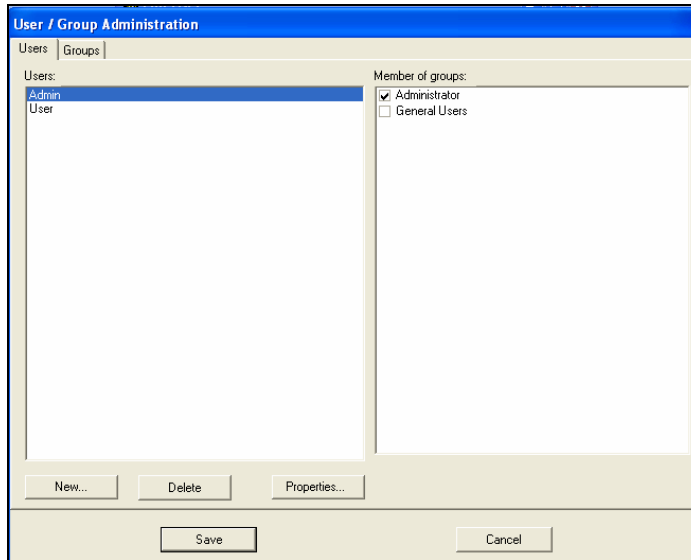 User / Group Administration
Users Groups
Users: Member of groups:
Admin Administrator
User General Users
New... Delete Properties...
Save Cancel